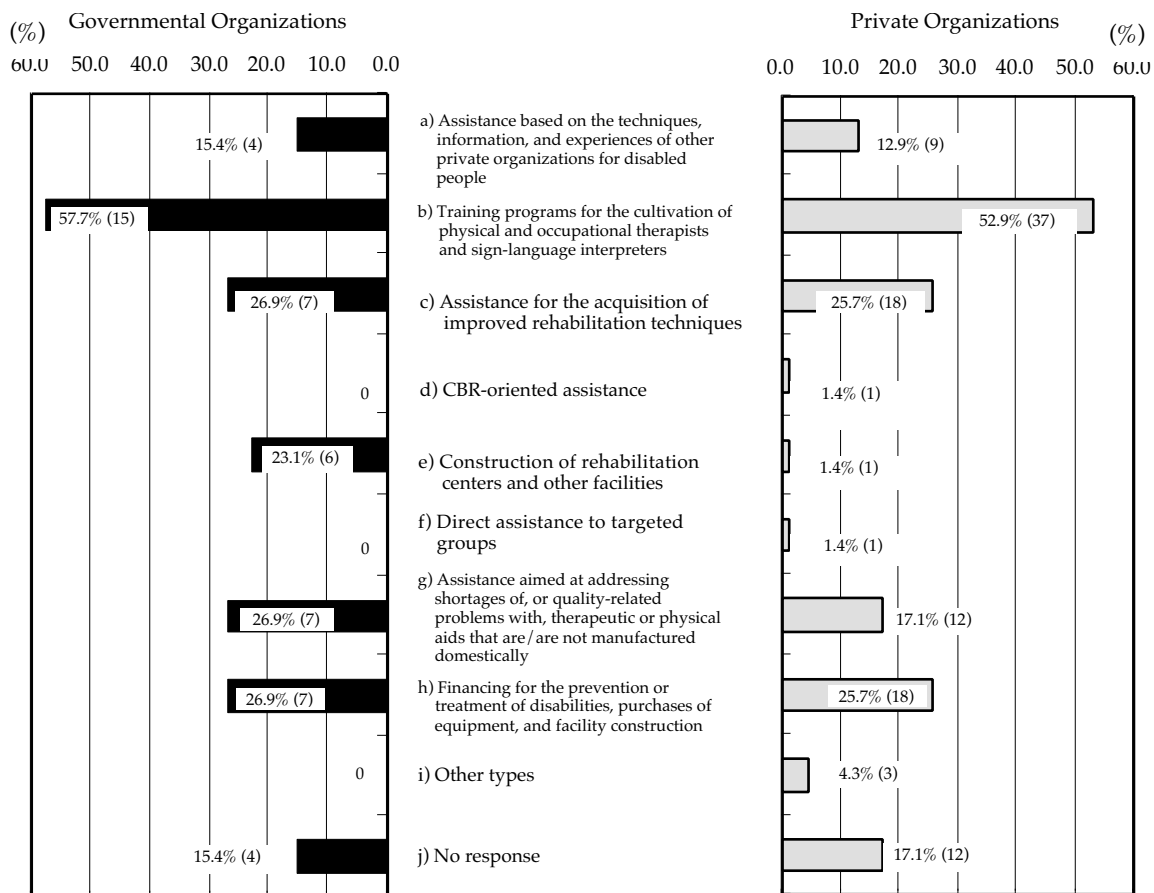 Governmental Organizations
Private Organizations
(%)
(%)
60.0 50.0 40.0 30.0 20.0 10.0 0.0
0.0 10.0 20.0 30.0 40.0 50.0 60.0
15.4% (4)
a) Assistance based on the techniques,
information, and experiences of other
private organizations for disabled
people
12.9% (9)
57.7% (15)
b) Training programs for the cultivation of
physical and occupational therapists
and sign-language interpreters
52.9% (37)
26.9% (7)
c) Assistance for the acquisition of
improved rehabilitation techniques
25.7% (18)
0
d) CBR-oriented assistance
1.4% (1)
23.1% (6)
e) Construction of rehabilitation
centers and other facilities
1.4% (1)
0
f) Direct assistance to targeted
groups
1.4% (1)
26.9% (7)
g) Assistance aimed at addressing
shortages of, or quality-related
problems with, therapeutic or physical
aids that are/are not manufactured
domestically
17.1% (12)
26.9% (7)
h) Financing for the prevention or
treatment of disabilities, purchases of
equipment, and facility construction
25.7% (18)
0
i) Other types
4.3% (3)
15.4% (4)
j) No response
17.1% (12)